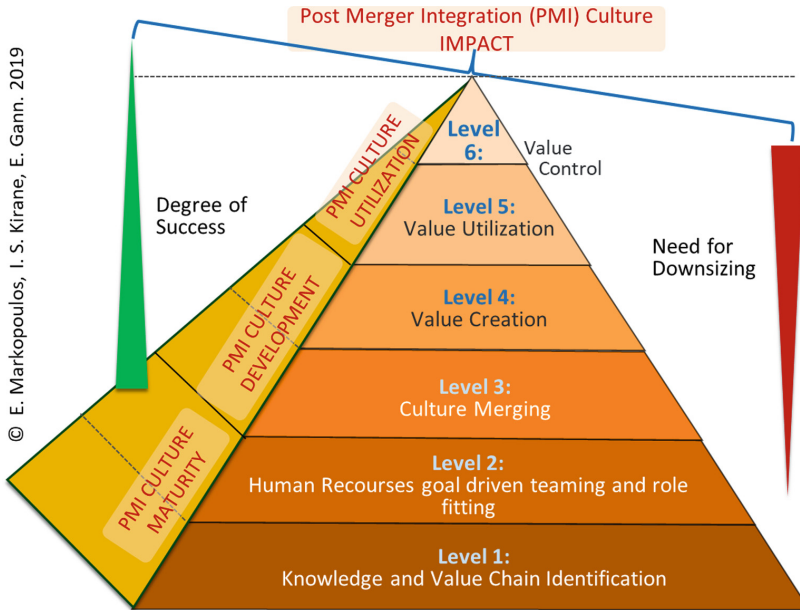 Post Merger Integration (PMI) Culture
IMPACT
© E. Markopoulos, I. S. Kirane, E. Gann. 2019
Degree of
Success
PMI CULTURE
UTILIZATION
PMI CULTURE
DEVELOPMENT
PMI CULTURE
MATURITY
Level
6:
Value
Control
Level 5:
Value Utilization
Need for
Downsizing
Level 4:
Value Creation
Level 3:
Culture Merging
Level 2:
Human Recourses goal driven teaming and role
fitting
Level 1:
Knowledge and Value Chain Identification